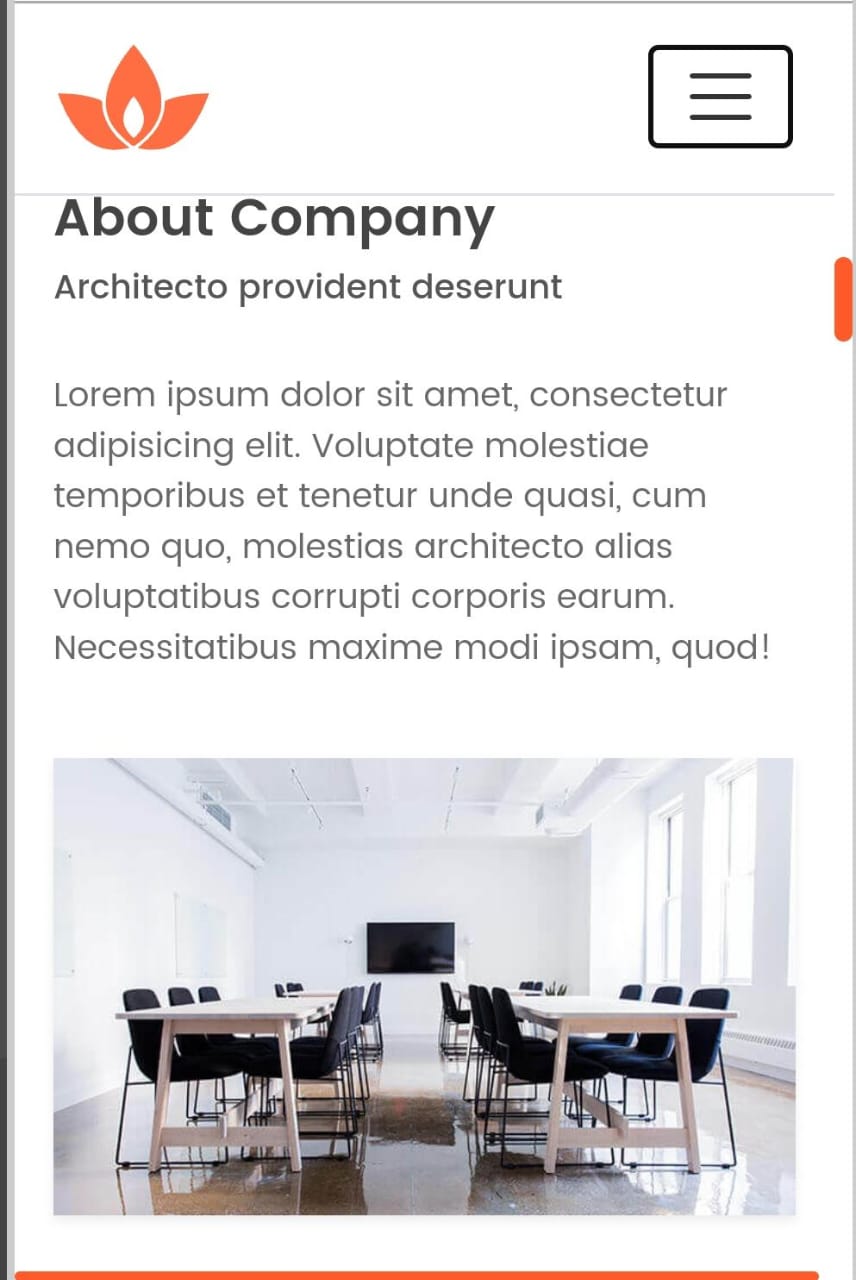 About Company
Architecto provident deserunt
Lorem ipsum dolor sit amet, consectetur
adipisicing elit. Voluptate molestiae
temporibus et tenetur unde quasi, cum
nemo quo, molestias architecto alias
voluptatibus corrupti corporis earum.
Necessitatibus maxime modi ipsam, quod!